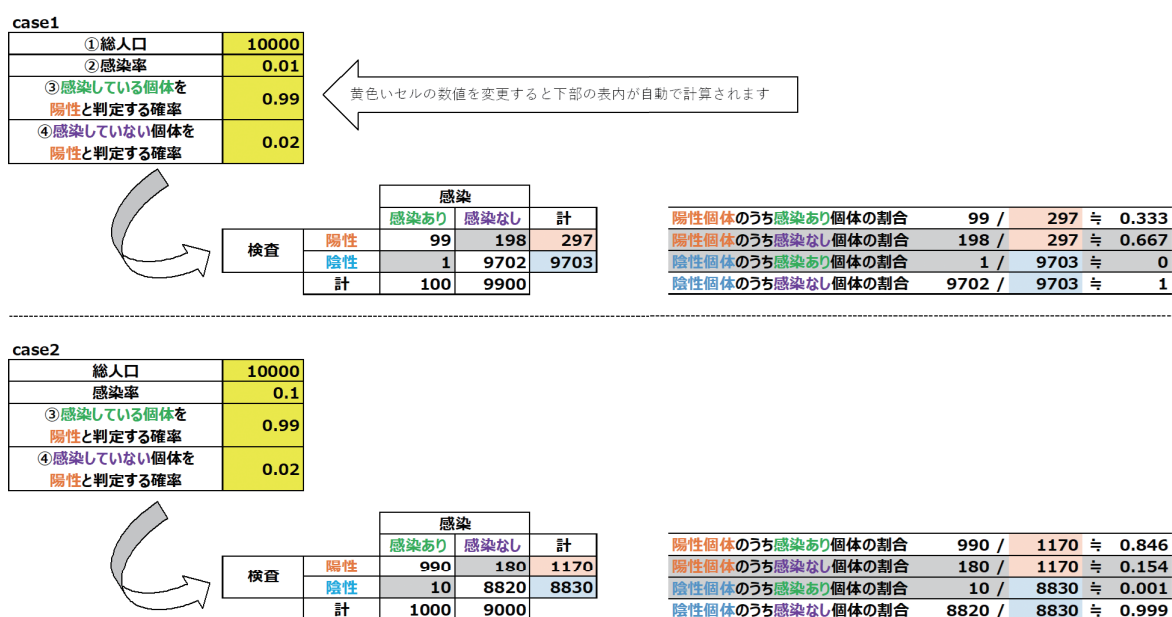 case1
①総人口 10000
②感染率 0.01
③感染している個体を
陽性と判定する確率 0.99
④感染していない個体を
陽性と判定する確率 0.02
黄色いセルの数値を変更すると下部の表内が自動で計算されます
感染
感染あり 感染なし 計
検査 陽性 99 198 297
陰性 1 9702 9703
計 100 9900
陽性個体のうち感染あり個体の割合 99 / 297 ≒ 0.333
陽性個体のうち感染なし個体の割合 198 / 297 ≒ 0.667
陰性個体のうち感染あり個体の割合 1 / 9703 ≒ 0
陰性個体のうち感染なし個体の割合 9702 / 9703 ≒ 1
case2
総人口 10000
感染率 0.1
③感染している個体を
陽性と判定する確率 0.99
④感染していない個体を
陽性と判定する確率 0.02
感染
感染あり 感染なし 計
検査 陽性 990 180 1170
陰性 10 8820 8830
計 1000 9000
陽性個体のうち感染あり個体の割合 990 / 1170 ≒ 0.846
陽性個体のうち感染なし個体の割合 180 / 1170 ≒ 0.154
陰性個体のうち感染あり個体の割合 10 / 8830 ≒ 0.001
陰性個体のうち感染なし個体の割合 8820 / 8830 ≒ 0.999